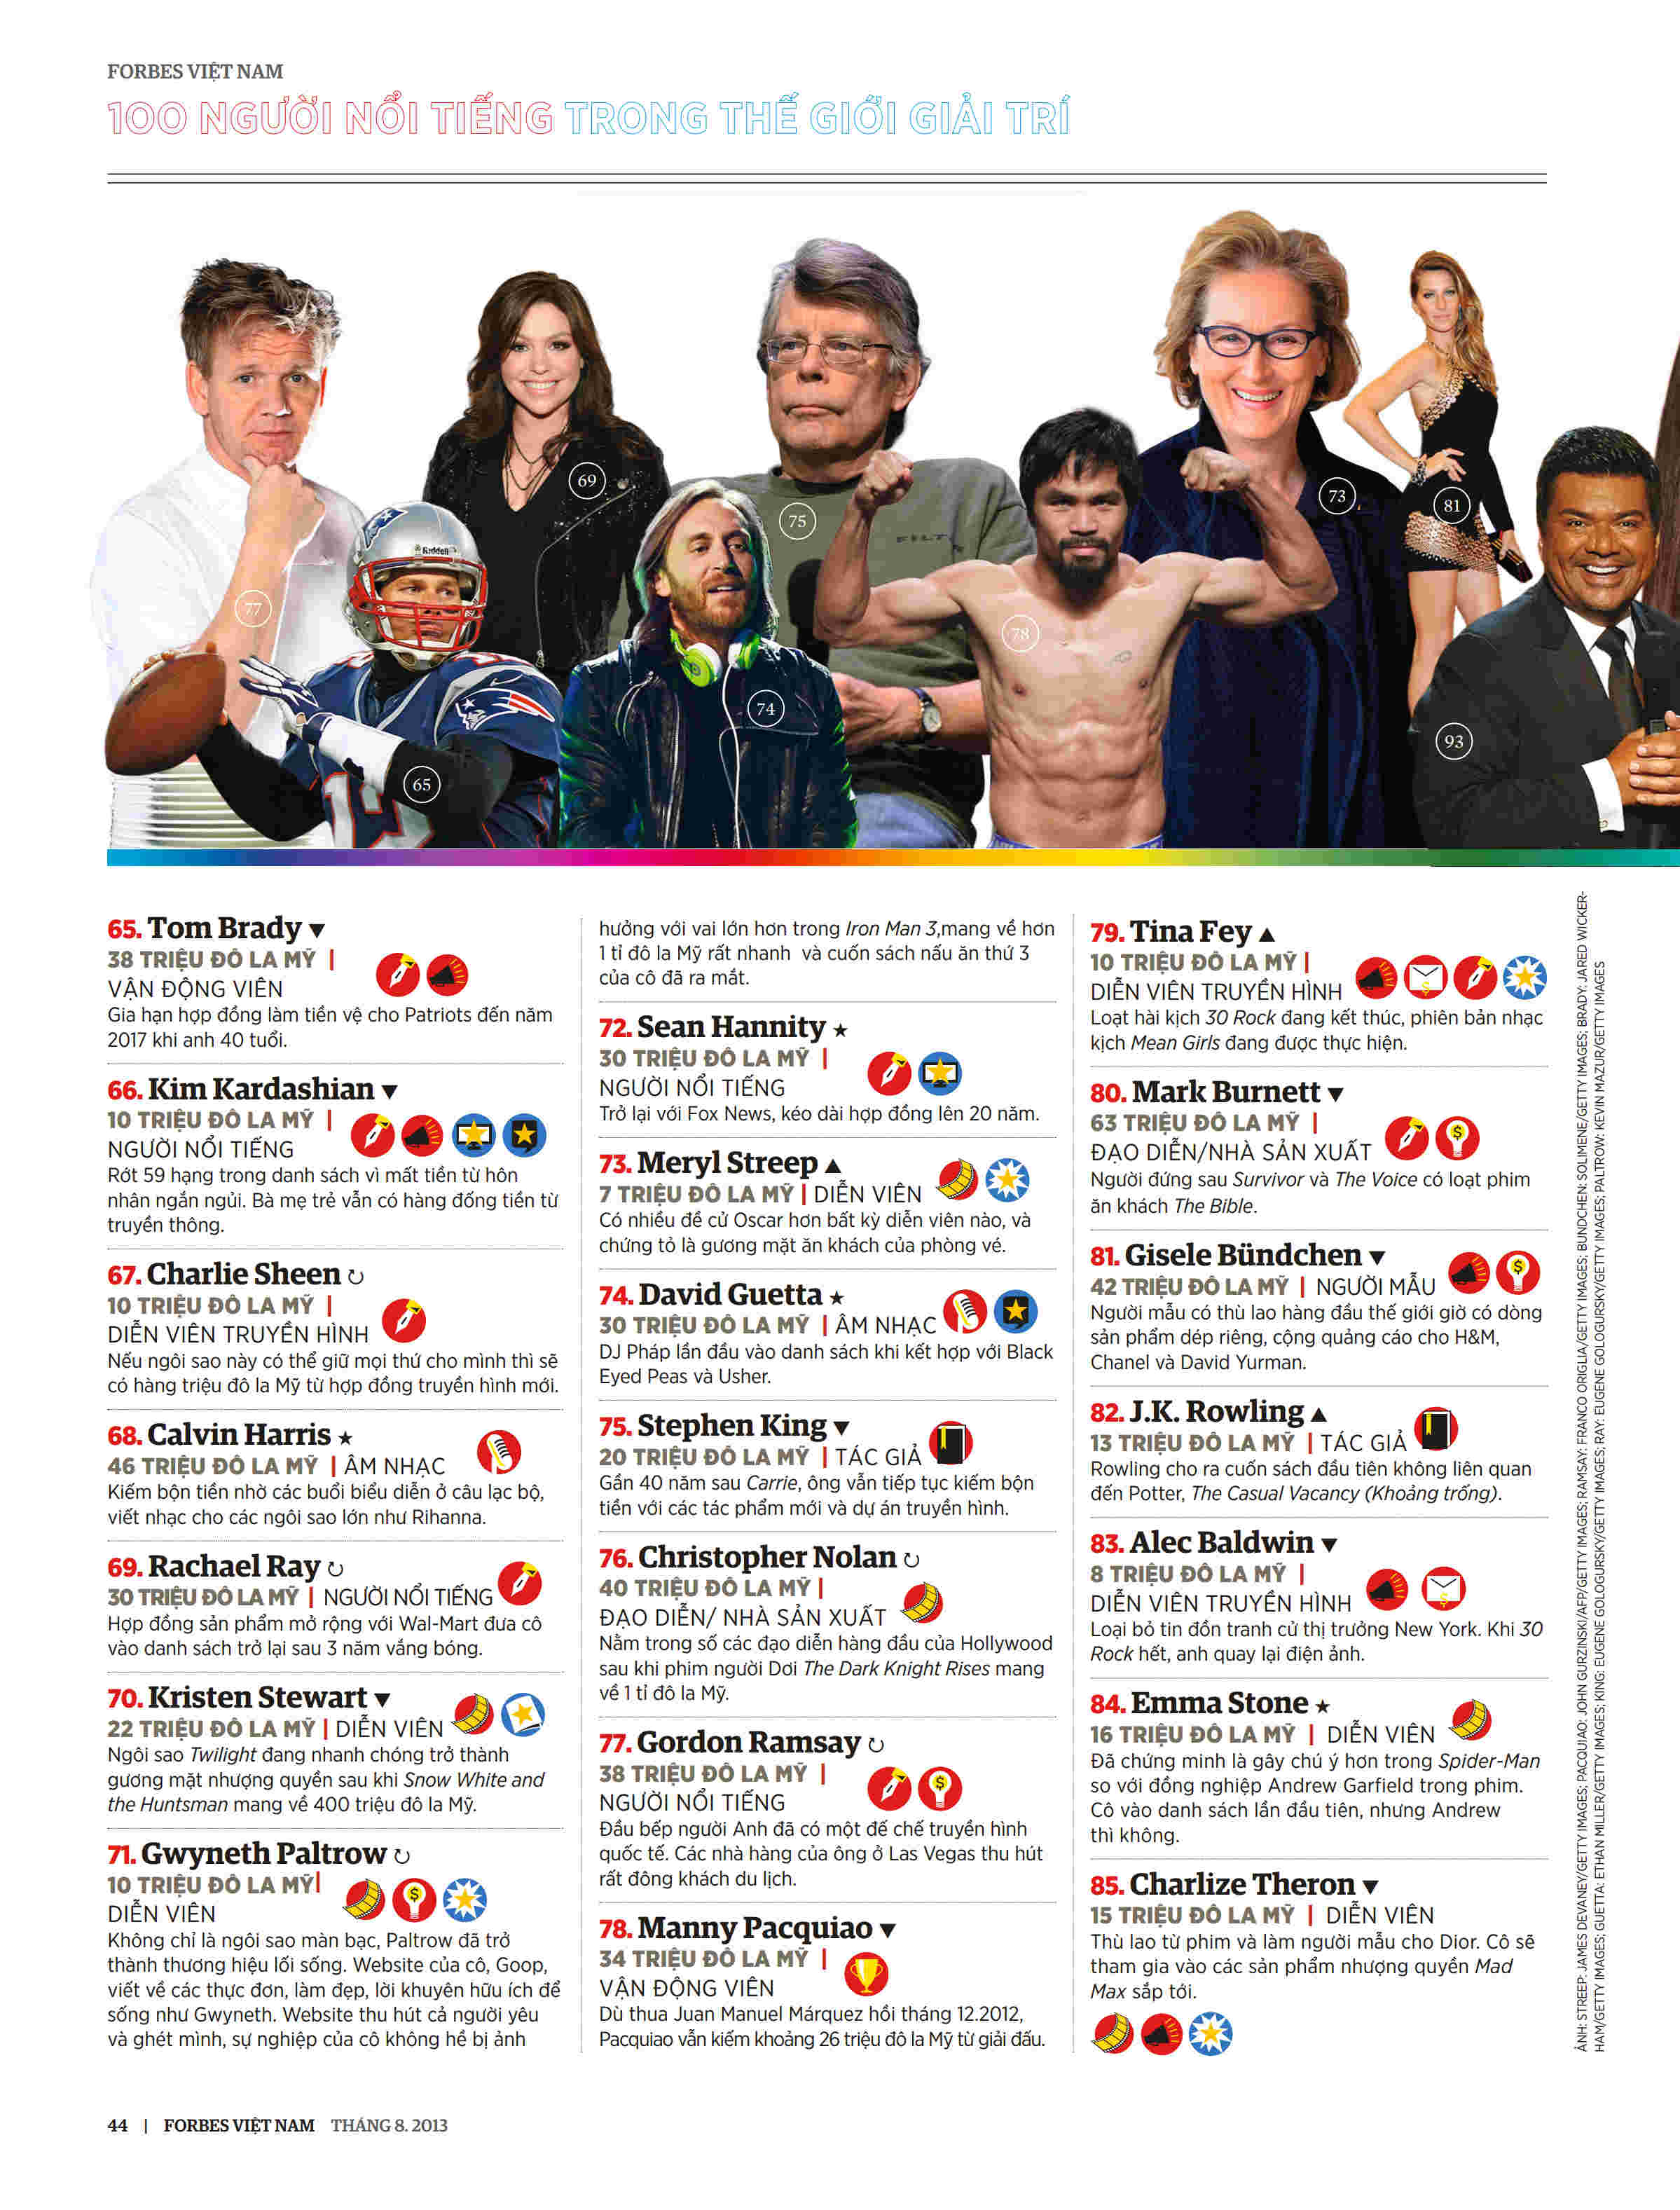 FORBES VIỆT NAM
100 NGƯỜI NỔI TIẾNG TRONG THẾ GIỚI GIẢI TRÍ
77
69
75
73
81
65
74
78
93
Riddell
65. Tom Brady ▼
38 TRIỆU ĐÔ LA MỸ |
VẬN ĐỘNG VIÊN
Gia hạn hợp đồng làm tiền vệ cho Patriots đến năm
2017 khi anh 40 tuổi.
66. Kim Kardashian ▼
10 TRIỆU ĐÔ LA MỸ |
NGƯỜI NỔI TIẾNG
Rớt 59 hạng trong danh sách vì mất tiền từ hôn
nhân ngắn ngủi. Bà mẹ trẻ vẫn có hàng đống tiền từ
truyền thông.
67. Charlie Sheen ↻
10 TRIỆU ĐÔ LA MỸ |
DIỄN VIÊN TRUYỀN HÌNH
Nếu ngôi sao này có thể giữ mọi thứ cho mình thì sẽ
có hàng triệu đô la Mỹ từ hợp đồng truyền hình mới.
68. Calvin Harris ★
46 TRIỆU ĐÔ LA MỸ | ÂM NHẠC
Kiếm bộn tiền nhờ các buổi biểu diễn ở câu lạc bộ,
viết nhạc cho các ngôi sao lớn như Rihanna.
69. Rachael Ray ↻
30 TRIỆU ĐÔ LA MỸ | NGƯỜI NỔI TIẾNG
Hợp đồng sản phẩm mở rộng với Wal-Mart đưa cô
vào danh sách trở lại sau 3 năm vắng bóng.
70. Kristen Stewart ▼
22 TRIỆU ĐÔ LA MỸ | DIỄN VIÊN
Ngôi sao Twilight đang nhanh chóng trở thành
gương mặt nhượng quyền sau khi Snow White and
the Huntsman mang về 400 triệu đô la Mỹ.
71. Gwyneth Paltrow ↻
10 TRIỆU ĐÔ LA MỸ|
DIỄN VIÊN
Không chỉ là ngôi sao màn bạc, Paltrow đã trở
thành thương hiệu lối sống. Website của cô, Goop,
viết về các thực đơn, làm đẹp, lời khuyên hữu ích để
sống như Gwyneth. Website thu hút cả người yêu
và ghét mình, sự nghiệp của cô không hề bị ảnh
hưởng với vai lớn hơn trong Iron Man 3,mang về hơn
1 tỉ đô la Mỹ rất nhanh và cuốn sách nấu ăn thứ 3
của cô đã ra mắt.
72. Sean Hannity ★
30 TRIỆU ĐÔ LA MỸ |
NGƯỜI NỔI TIẾNG
Trở lại với Fox News, kéo dài hợp đồng lên 20 năm.
73. Meryl Streep ▲
7 TRIỆU ĐÔ LA MỸ | DIỄN VIÊN
Có nhiều đề cử Oscar hơn bất kỳ diễn viên nào, và
chứng tỏ là gương mặt ăn khách của phòng vé.
74. David Guetta ★
30 TRIỆU ĐÔ LA MỸ | ÂM NHẠC
DJ Pháp lần đầu vào danh sách khi kết hợp với Black
Eyed Peas và Usher.
75. Stephen King ▼
20 TRIỆU ĐÔ LA MỸ | TÁC GIẢ
Gần 40 năm sau Carrie, ông vẫn tiếp tục kiếm bộn
tiền với các tác phẩm mới và dự án truyền hình.
76. Christopher Nolan ↻
40 TRIỆU ĐÔ LA MỸ |
ĐẠO DIỄN/ NHÀ SẢN XUẤT
Nằm trong số các đạo diễn hàng đầu của Hollywood
sau khi phim người Dơi The Dark Knight Rises mang
về 1 tỉ đô la Mỹ.
77. Gordon Ramsay ↻
38 TRIỆU ĐÔ LA MỸ |
NGƯỜI NỔI TIẾNG
Đầu bếp người Anh đã có một đế chế truyền hình
quốc tế. Các nhà hàng của ông ở Las Vegas thu hút
rất đông khách du lịch.
78. Manny Pacquiao ▼
34 TRIỆU ĐÔ LA MỸ |
VẬN ĐỘNG VIÊN
Dù thua Juan Manuel Márquez hồi tháng 12.2012,
Pacquiao vẫn kiếm khoảng 26 triệu đô la Mỹ từ giải đấu.
79. Tina Fey ▲
10 TRIỆU ĐÔ LA MỸ |
DIỄN VIÊN TRUYỀN HÌNH
Loạt hài kịch 30 Rock đang kết thúc, phiên bản nhạc
kịch Mean Girls đang được thực hiện.
80. Mark Burnett ▼
63 TRIỆU ĐÔ LA MỸ |
ĐẠO DIỄN/NHÀ SẢN XUẤT
Người đứng sau Survivor và The Voice có loạt phim
ăn khách The Bible.
81. Gisele Bündchen ▼
42 TRIỆU ĐÔ LA MỸ | NGƯỜI MẪU
Người mẫu có thù lao hàng đầu thế giới giờ có dòng
sản phẩm dép riêng, cộng quảng cáo cho H&M,
Chanel và David Yurman.
82. J.K. Rowling ▲
13 TRIỆU ĐÔ LA MỸ | TÁC GIẢ
Rowling cho ra cuốn sách đầu tiên không liên quan
đến Potter, The Casual Vacancy (Khoảng trống).
83. Alec Baldwin ▼
8 TRIỆU ĐÔ LA MỸ |
DIỄN VIÊN TRUYỀN HÌNH
Loại bỏ tin đồn tranh cử thị trưởng New York. Khi 30
Rock hết, anh quay lại điện ảnh.
84. Emma Stone ★
16 TRIỆU ĐÔ LA MỸ | DIỄN VIÊN
Đã chứng minh là gây chú ý hơn trong Spider-Man
so với đồng nghiệp Andrew Garfield trong phim.
Cô vào danh sách lần đầu tiên, nhưng Andrew
thì không.
85. Charlize Theron ▼
15 TRIỆU ĐÔ LA MỸ | DIỄN VIÊN
Thù lao từ phim và làm người mẫu cho Dior. Cô sẽ
tham gia vào các sản phẩm nhượng quyền Mad
Max sắp tới.
ẢNH: STREEP: JAMES DEVANEY/GETTY IMAGES; PACQUIAO: JOHN GURZINSKI/AFP/GETTY IMAGES; RAMSAY: FRANCO ORIGLIA/GETTY IMAGES; BUNDCHEN: SOLIMENE/GETTY IMAGES; BRADY: JARED WICKER-
HAM/GETTY IMAGES; GUETTA: ETHAN MILLER/GETTY IMAGES; KING: EUGENE GOLOGURSKY/GETTY IMAGES; RAY: EUGENE GOLOGURSKY/GETTY IMAGES; PALTROW: KEVIN MAZUR/GETTY IMAGES
44 | FORBES VIỆT NAM THÁNG 8. 2013